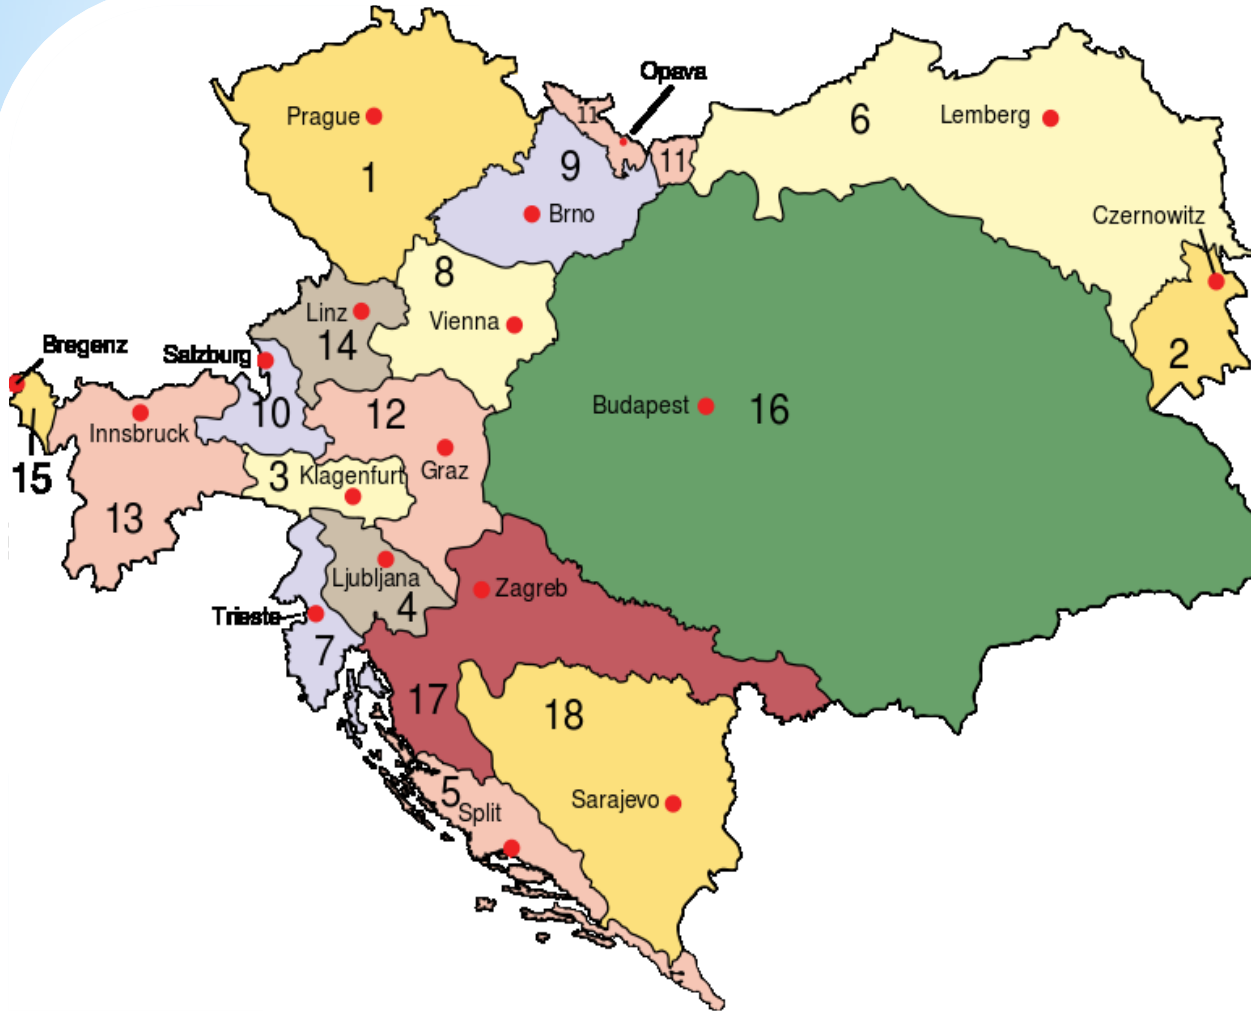 Opava
11
6
Lemberg
Prague
1
9
11
Brno
Czernowitz
8
Linz
Vienna
14
2
Bregenz
Salzburg
10
12
Budapest
16
Innsbruck
15
3
Klagenfurt
Graz
13
Ljubljana
4
Zagreb
Trieste
7
17
18
5
Split
Sarajevo